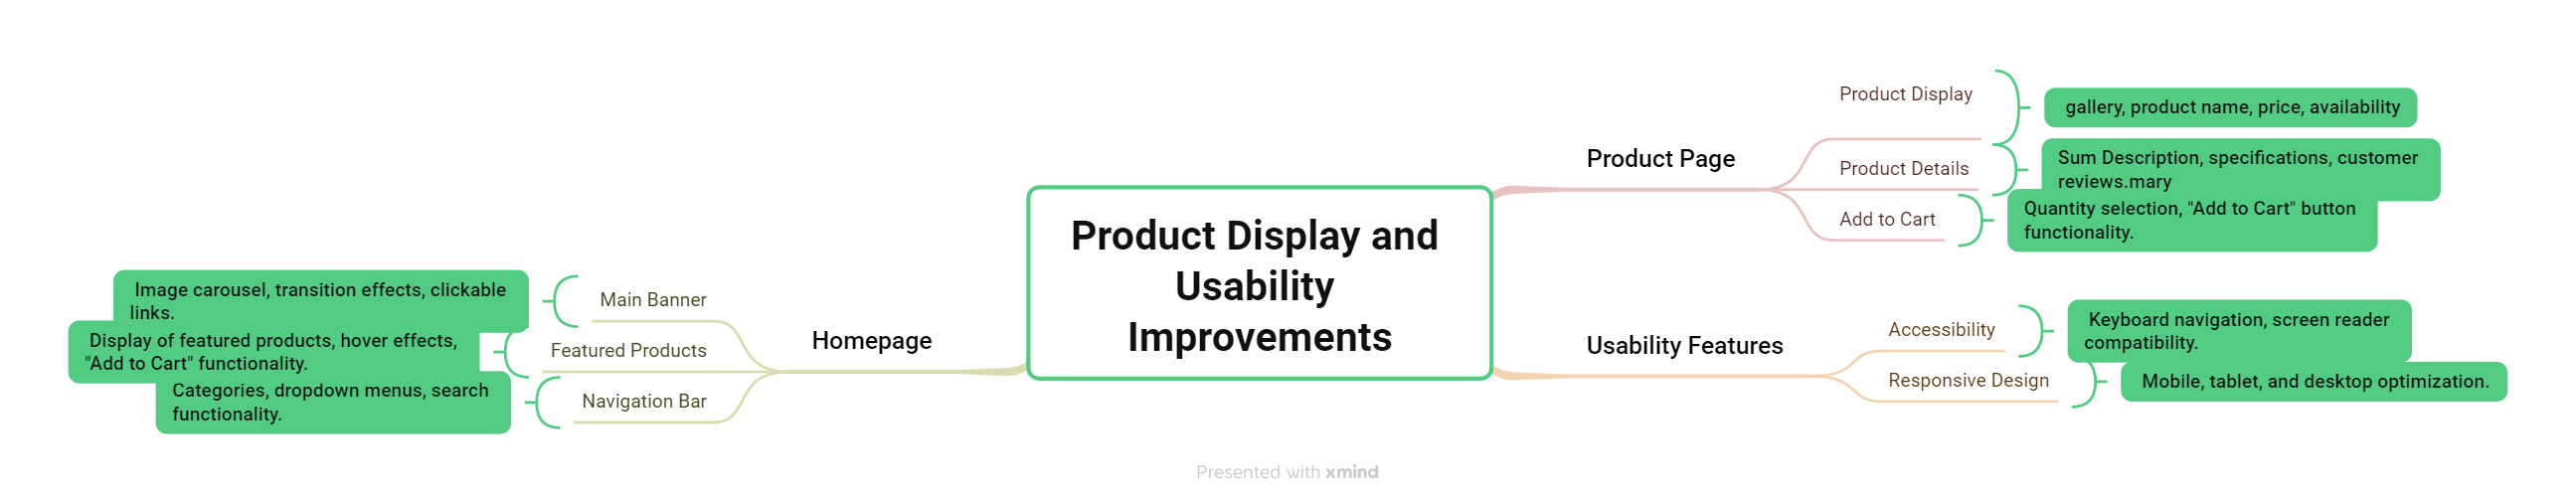 Product Display and
Usability
Improvements
Product Page
Product Display
gallery, product name, price, availability
Product Details
Sum Description, specifications, customer
reviews.mary
Add to Cart
Quantity selection, "Add to Cart" button
functionality.
Usability Features
Accessibility
Keyboard navigation, screen reader
compatibility.
Responsive Design
Mobile, tablet, and desktop optimization.
Homepage
Main Banner
Image carousel, transition effects, clickable
links.
Featured Products
Display of featured products, hover effects,
"Add to Cart" functionality.
Navigation Bar
Categories, dropdown menus, search
functionality.
Presented with xmind